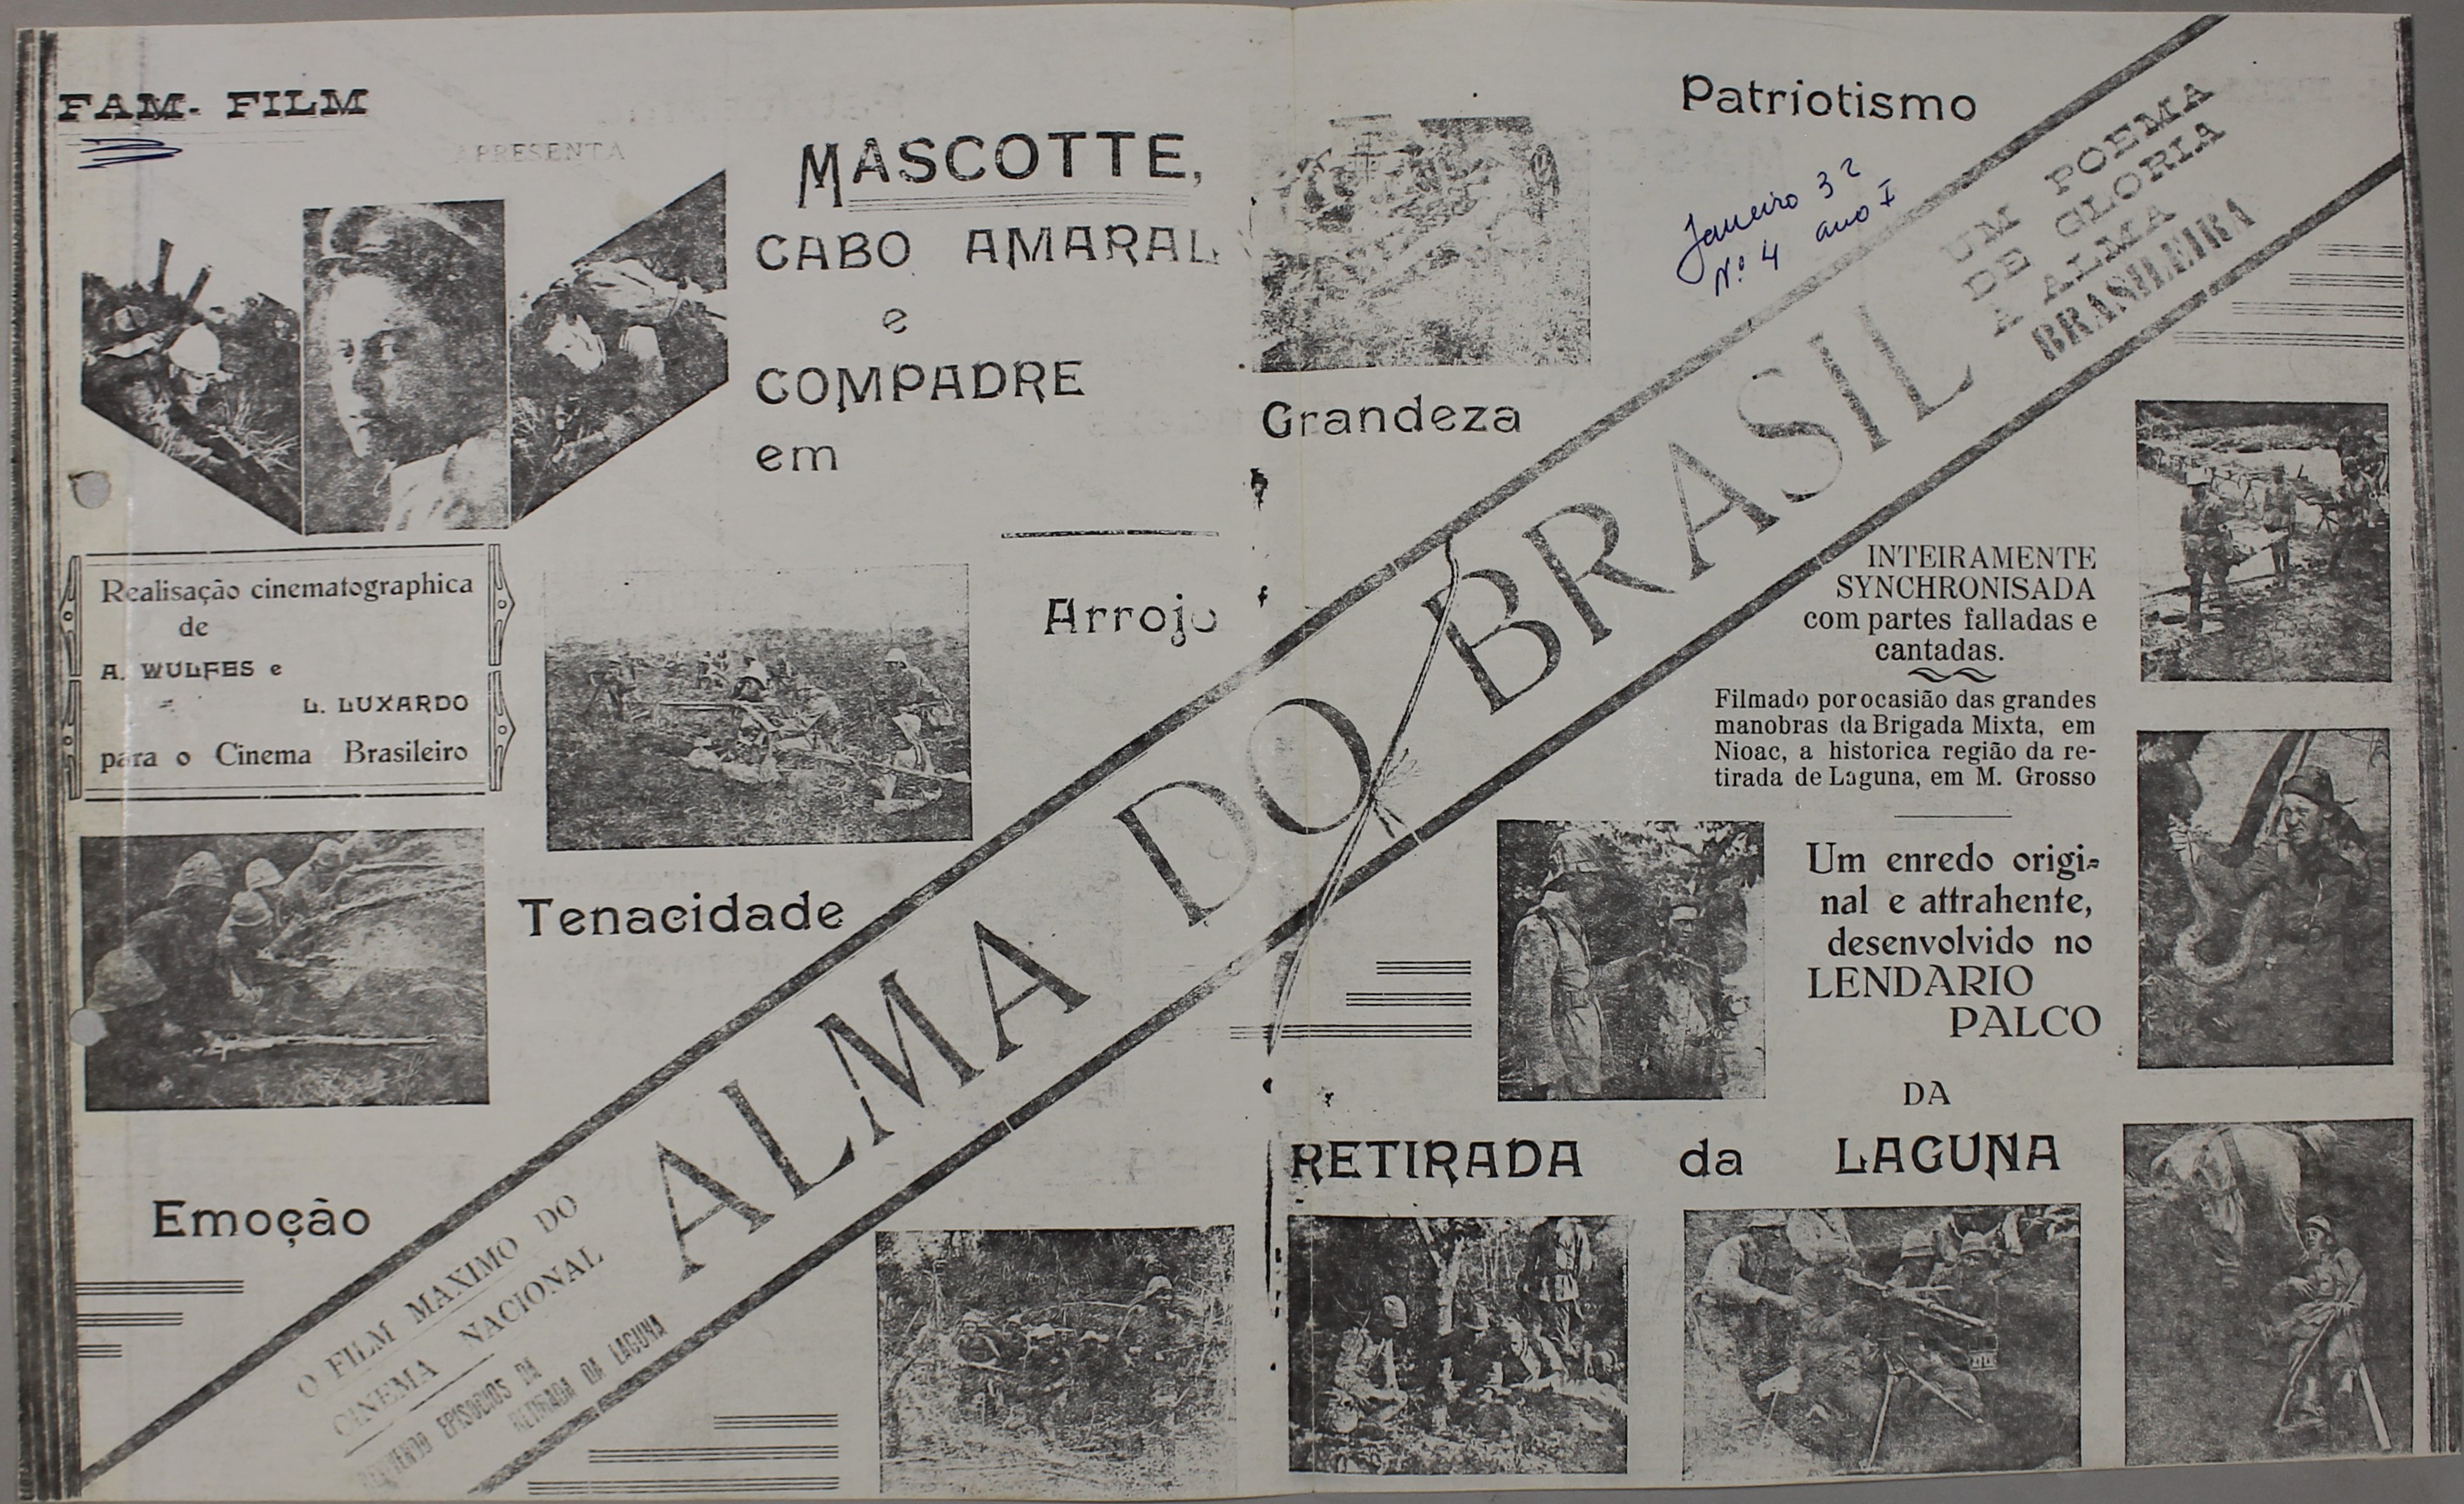 FAM- FILM
APRESENTA
MASCOTTE,
CABO AMARAL
e
COMPADRE
em
Realisação cinematographica
de
A. WULFES e
L. LUXARDO
para o Cinema Brasileiro
Arrojo
Tenacidade
Emoção
O FILM MAXIMO DO
CINEMA NACIONAL
REVIVENDO EPISODIOS DA
RETIRADA DA LAGUNA
ALMA DO BRASIL
UM POEMA
DE GLORIA
A ALMA
BRASILEIRA
Patriotismo
Janeiro 32
Nº 4 ano I
Grandeza
INTEIRAMENTE
SYNCHRONISADA
com partes falladas e
cantadas.
Filmado por ocasião das grandes
manobras da Brigada Mixta, em
Nioac, a historica região da re-
tirada de Laguna, em M. Grosso
Um enredo origi-
nal e attrahente,
desenvolvido no
LENDARIO
PALCO
DA
RETIRADA da LAGUNA